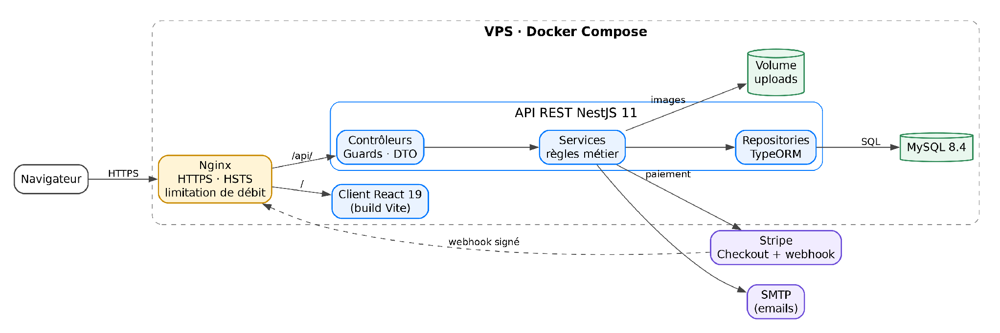 VPS · Docker Compose
Volume
uploads
images
API REST NestJS 11
Contrôleurs
Guards · DTO
Services
règles métier
Repositories
TypeORM
SQL
MySQL 8.4
Navigateur
HTTPS
Nginx
HTTPS · HSTS
limitation de débit
/api/
/
Client React 19
(build Vite)
paiement
webhook signé
Stripe
Checkout + webhook
SMTP
(emails)